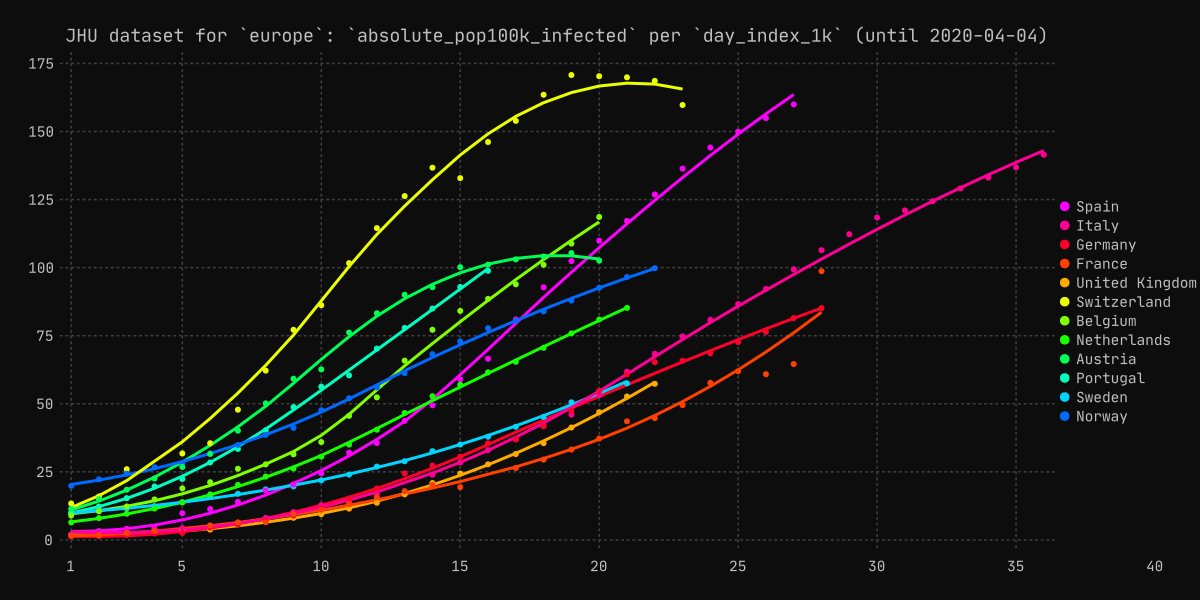 JHU dataset for `europe`: `absolute_pop100k_infected` per `day_index_1k` (until 2020-04-04)
175
150
125
100
75
50
25
0
1 5 10 15 20 25 30 35 40
Spain
Italy
Germany
France
United Kingdom
Switzerland
Belgium
Netherlands
Austria
Portugal
Sweden
Norway